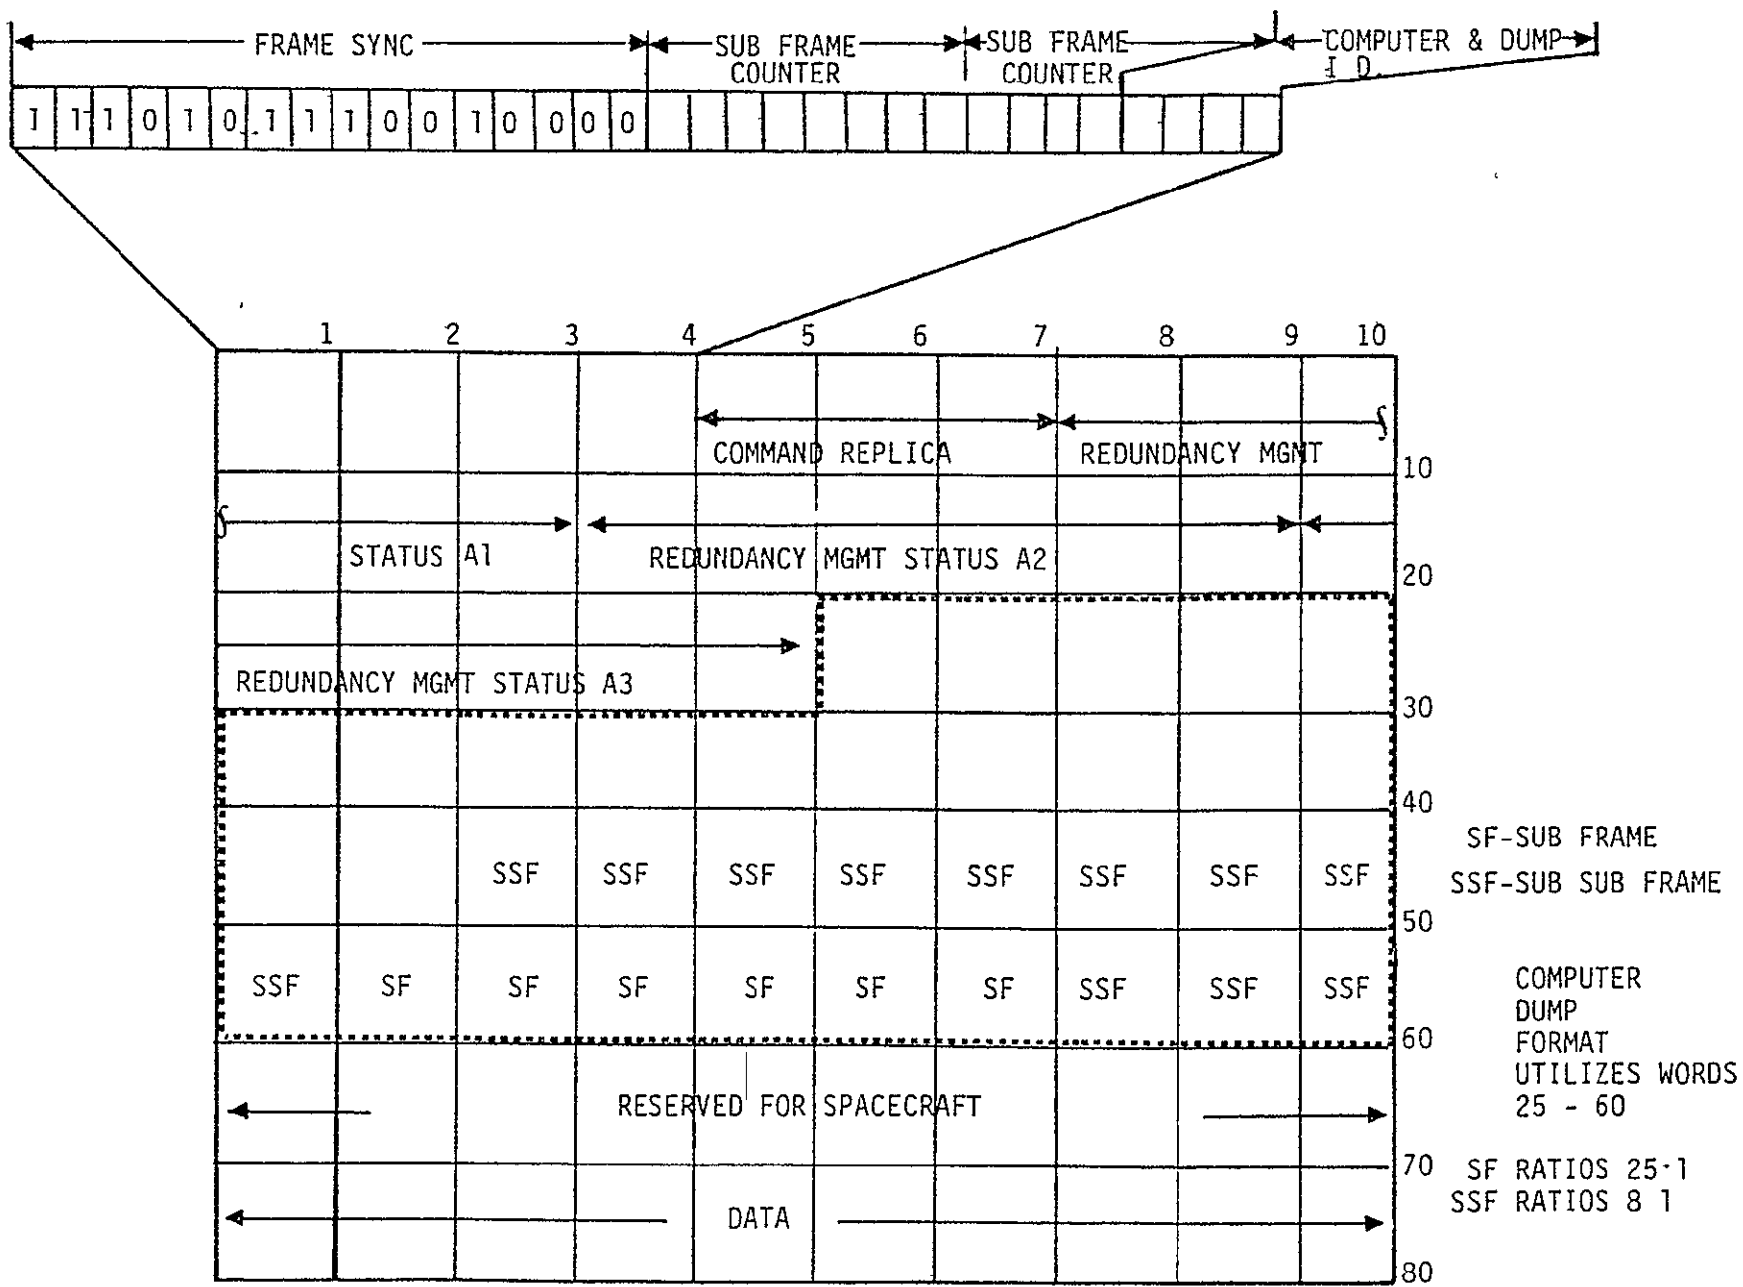 FRAME SYNC
SUB FRAME
COUNTER
SUB FRAME
COUNTER
COMPUTER & DUMP
I D.
1 1 1 0 1 0 1 1 1 0 0 1 0 0 0 0
1 2 3 4 5 6 7 8 9 10
COMMAND REPLICA
REDUNDANCY MGMT
10
STATUS A1
REDUNDANCY MGMT STATUS A2
20
REDUNDANCY MGMT STATUS A3
30
40
SSF SSF SSF SSF SSF SSF SSF SSF
50
SSF SF SF SF SF SF SF SSF SSF SSF
60
RESERVED FOR SPACECRAFT
70
DATA
80
SF-SUB FRAME
SSF-SUB SUB FRAME
COMPUTER
DUMP
FORMAT
UTILIZES WORDS
25 - 60
SF RATIOS 25·1
SSF RATIOS 8 1